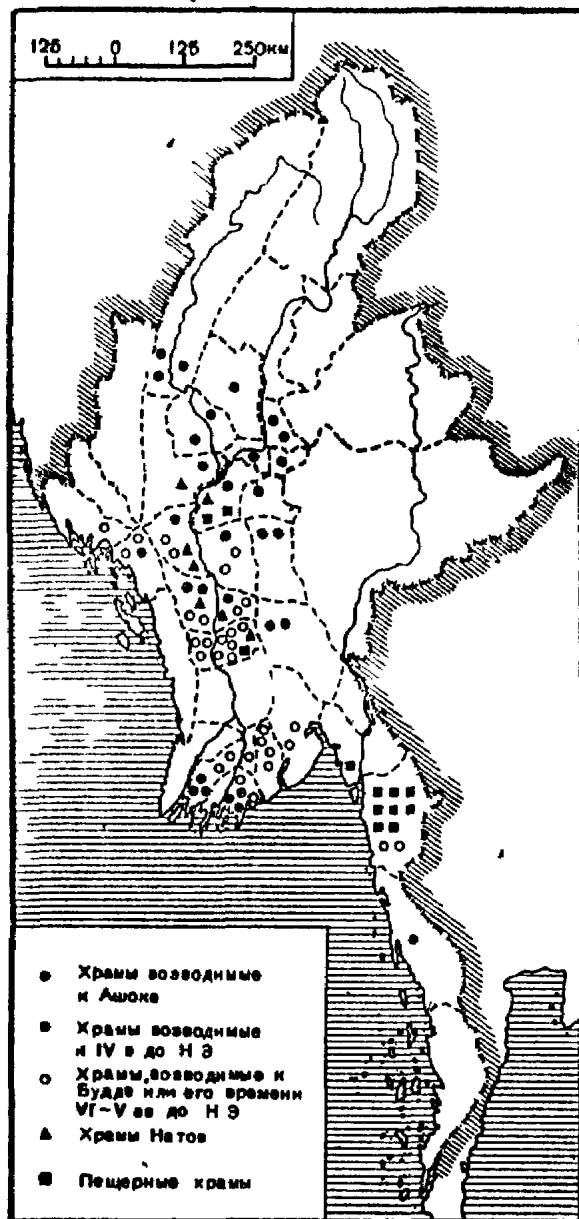 125 0 125 250км
Храмы возводимые
к Ашоке
Храмы возводимые
к IV в до Н Э
Храмы, возводимые к
Будде или его времени
VI–V вв до Н Э
Храмы Натов
Пещерные храмы